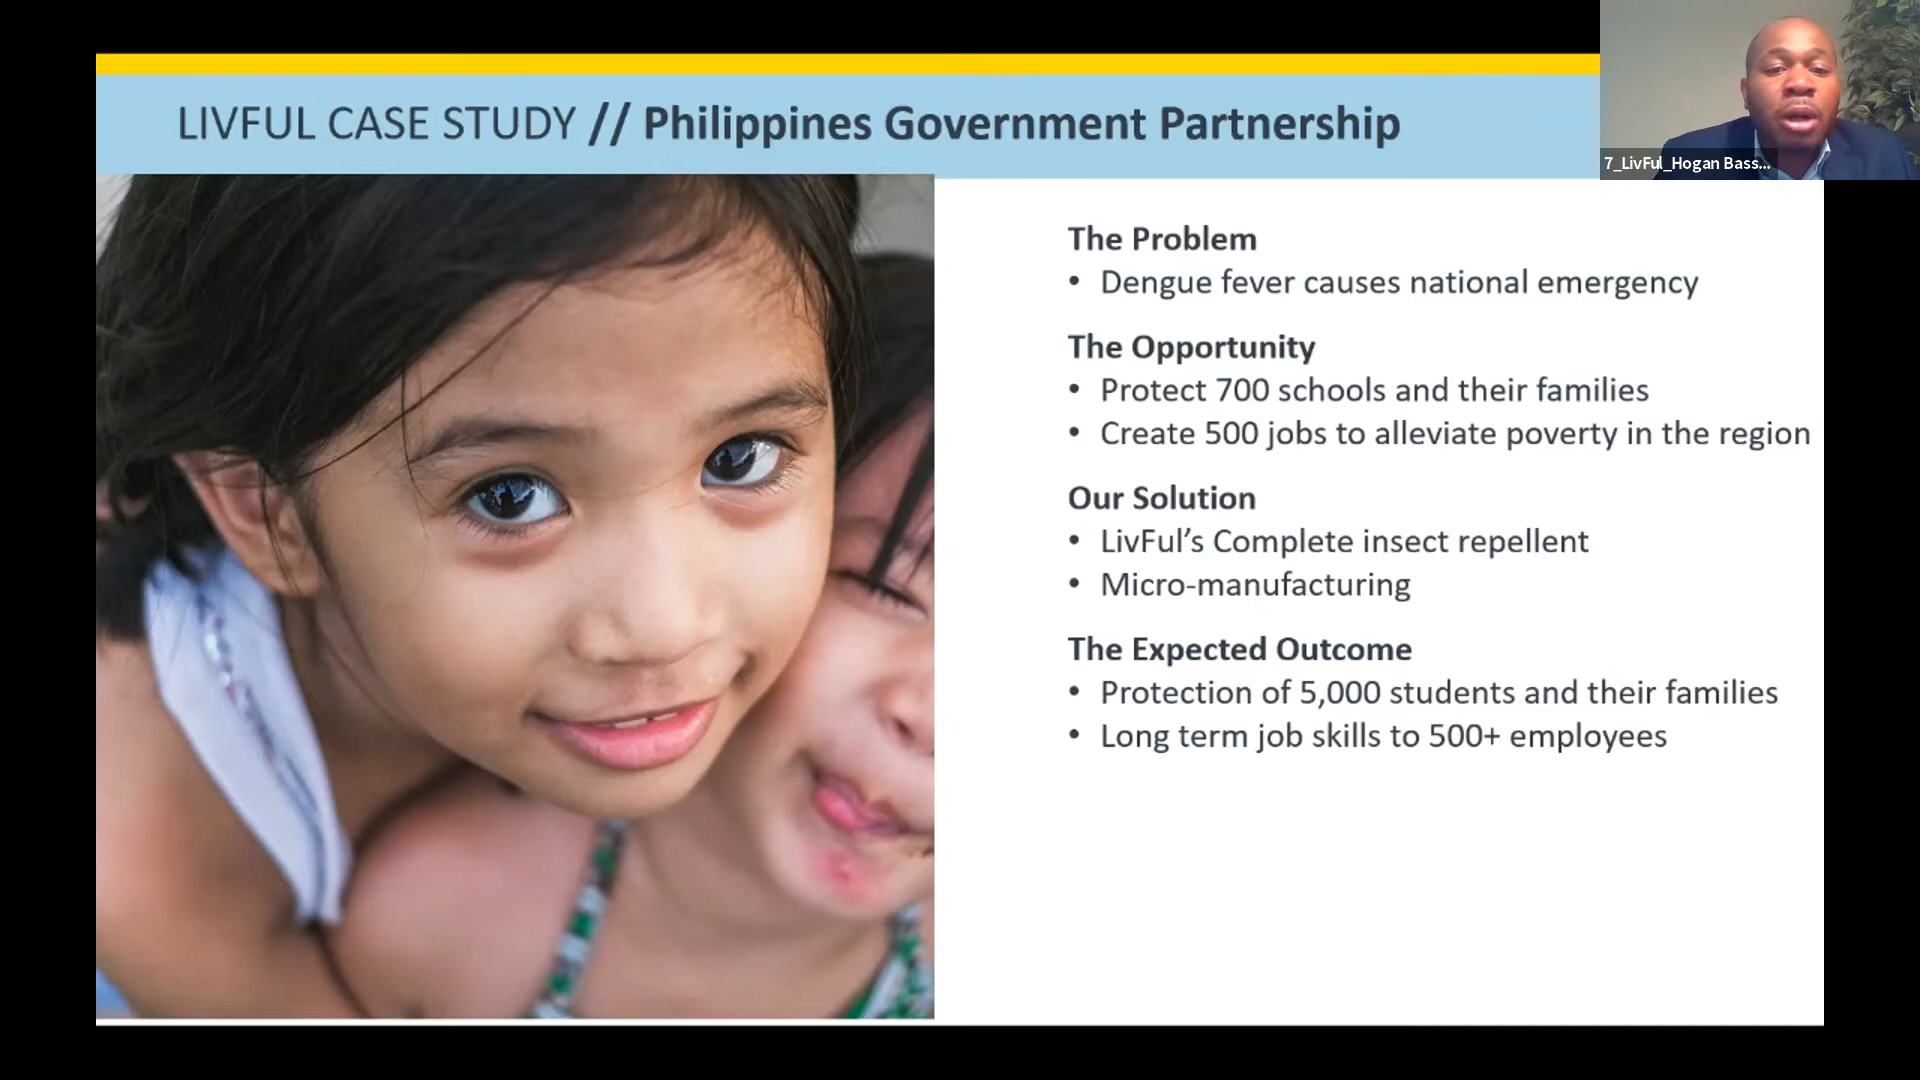 LIVFUL CASE STUDY // Philippines Government Partnership
7_LivFul_Hogan Bass...
The Problem
• Dengue fever causes national emergency
The Opportunity
• Protect 700 schools and their families
• Create 500 jobs to alleviate poverty in the region
Our Solution
• LivFul’s Complete insect repellent
• Micro-manufacturing
The Expected Outcome
• Protection of 5,000 students and their families
• Long term job skills to 500+ employees